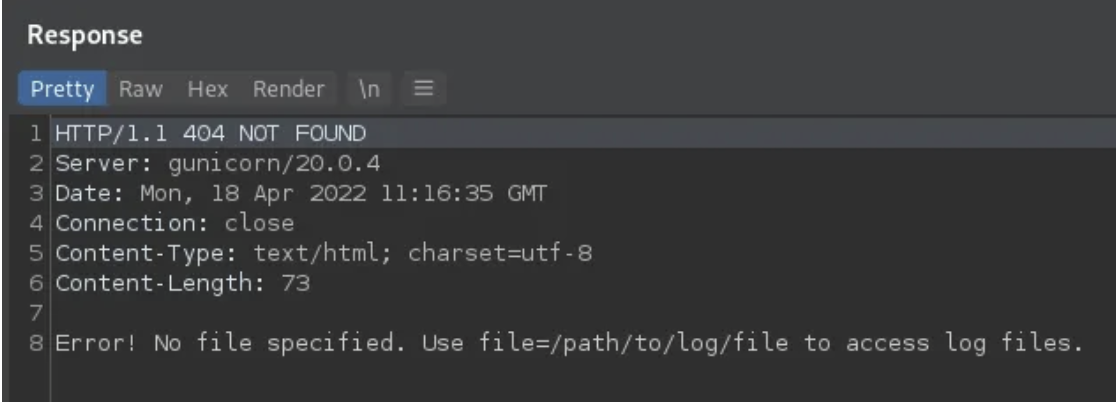 Response
Pretty Raw Hex Render \n ≡
1 HTTP/1.1 404 NOT FOUND
2 Server: gunicorn/20.0.4
3 Date: Mon, 18 Apr 2022 11:16:35 GMT
4 Connection: close
5 Content-Type: text/html; charset=utf-8
6 Content-Length: 73
7
8 Error! No file specified. Use file=/path/to/log/file to access log files.